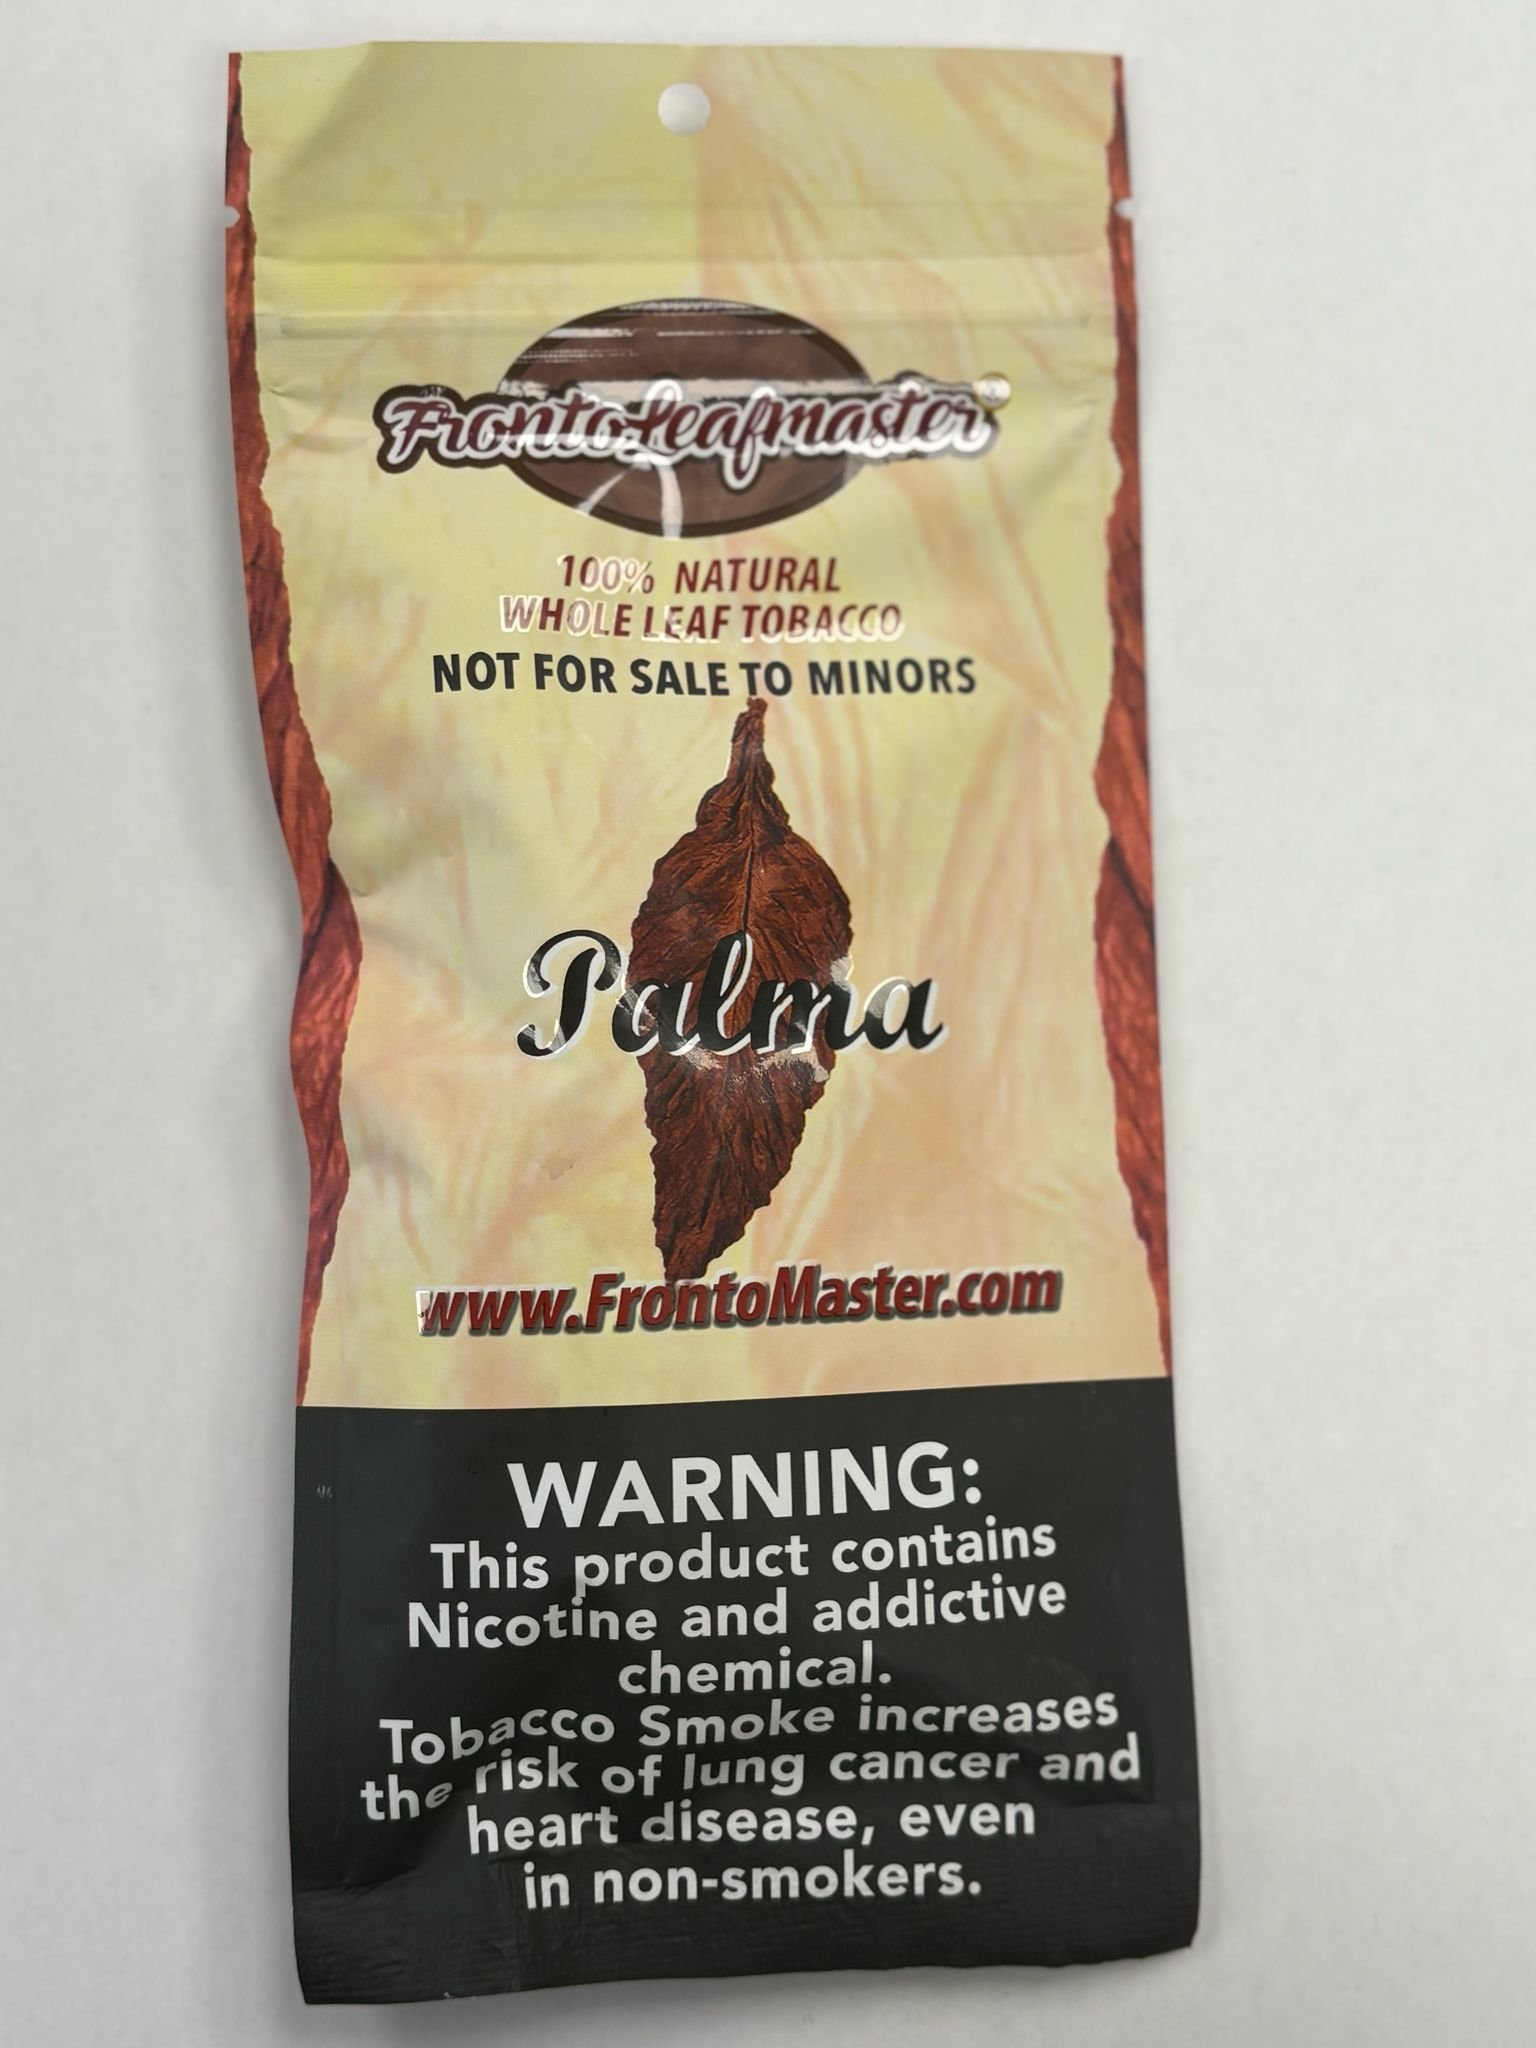 FrontoLeafmaster
100% NATURAL
WHOLE LEAF TOBACCO
NOT FOR SALE TO MINORS
Palma
www.FrontoMaster.com
WARNING:
This product contains
Nicotine and addictive
chemical.
Tobacco Smoke increases
the risk of lung cancer and
heart disease, even
in non-smokers.